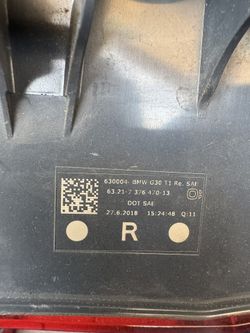 630004- BMW-G30 T1 Re. SAE
63.21-7 376 470-13
DOT SAE
27.6.2018 15:24:48 Q:11
R